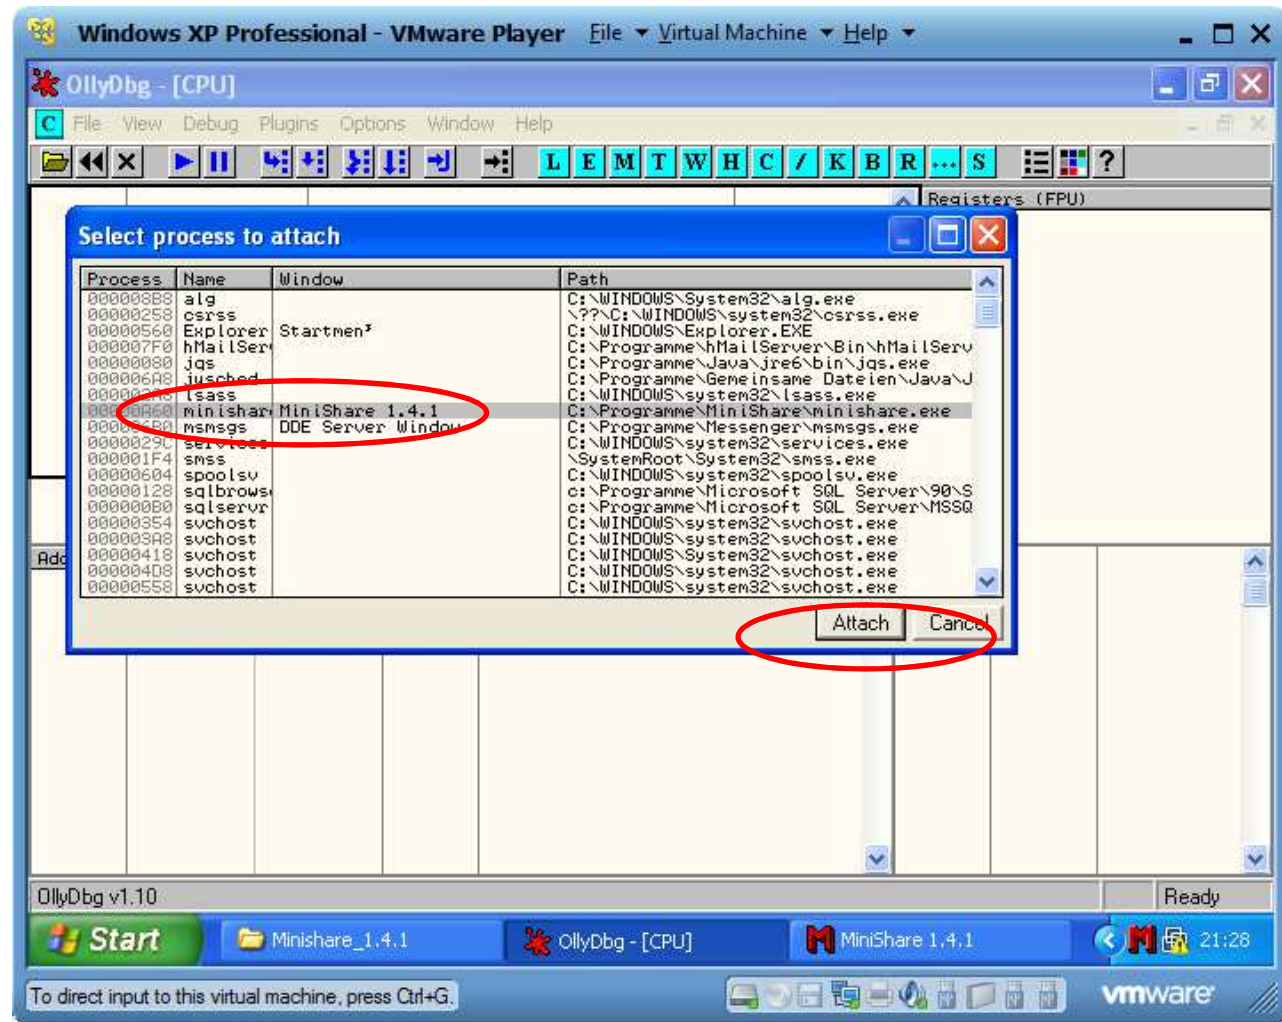 Windows XP Professional - VMware Player File Virtual Machine Help
OllyDbg - [CPU]
C File View Debug Plugins Options Window Help
L E M T W H C / K B R ... S ?
Registers (FPU)
Select process to attach
Process Name Window Path
000008B8 alg C:\WINDOWS\System32\alg.exe
00000258 csrss \??\C:\WINDOWS\system32\csrss.exe
00000560 Explorer Startmen³ C:\WINDOWS\Explorer.EXE
000007F0 hMailSer C:\Programme\hMailServer\Bin\hMailServ
00000080 jqs C:\Programme\Java\jre6\bin\jqs.exe
000006A8 jusched C:\Programme\Gemeinsame Dateien\Java\J
lsass C:\WINDOWS\system32\lsass.exe
00000A60 minishar MiniShare 1.4.1 C:\Programme\MiniShare\minishare.exe
000006B0 msmsgs DDE Server Window C:\Programme\Messenger\msmsgs.exe
0000029C services C:\WINDOWS\system32\services.exe
000001F4 smss \SystemRoot\System32\smss.exe
00000604 spoolsv C:\WINDOWS\system32\spoolsv.exe
00000128 sqlbrows c:\Programme\Microsoft SQL Server\90\S
000000B0 sqlservr c:\Programme\Microsoft SQL Server\MSSQ
00000354 svchost C:\WINDOWS\system32\svchost.exe
000003A8 svchost C:\WINDOWS\system32\svchost.exe
00000418 svchost C:\WINDOWS\System32\svchost.exe
000004D8 svchost C:\WINDOWS\system32\svchost.exe
00000558 svchost C:\WINDOWS\system32\svchost.exe
Add
Attach Cancel
OllyDbg v1.10 Ready
Start Minishare_1.4.1 OllyDbg - [CPU] MiniShare 1.4.1 21:28
To direct input to this virtual machine, press Ctrl+G. vmware